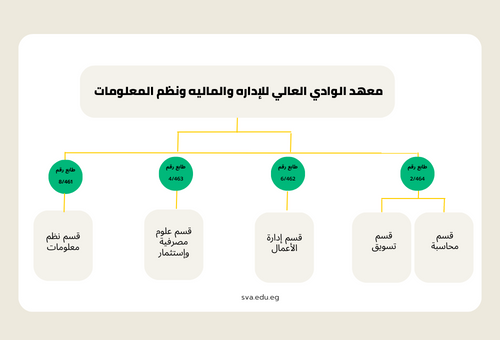 معهد الوادي العالي للإداره والماليه ونظم المعلومات
طابع رقم
2/464
طابع رقم
6/462
طابع رقم
4/463
طابع رقم
8/461
قسم
محاسبة
قسم
تسويق
قسم إدارة
الأعمال
قسم علوم
مصرفية
وإستثمار
قسم نظم
معلومات
sva.edu.eg